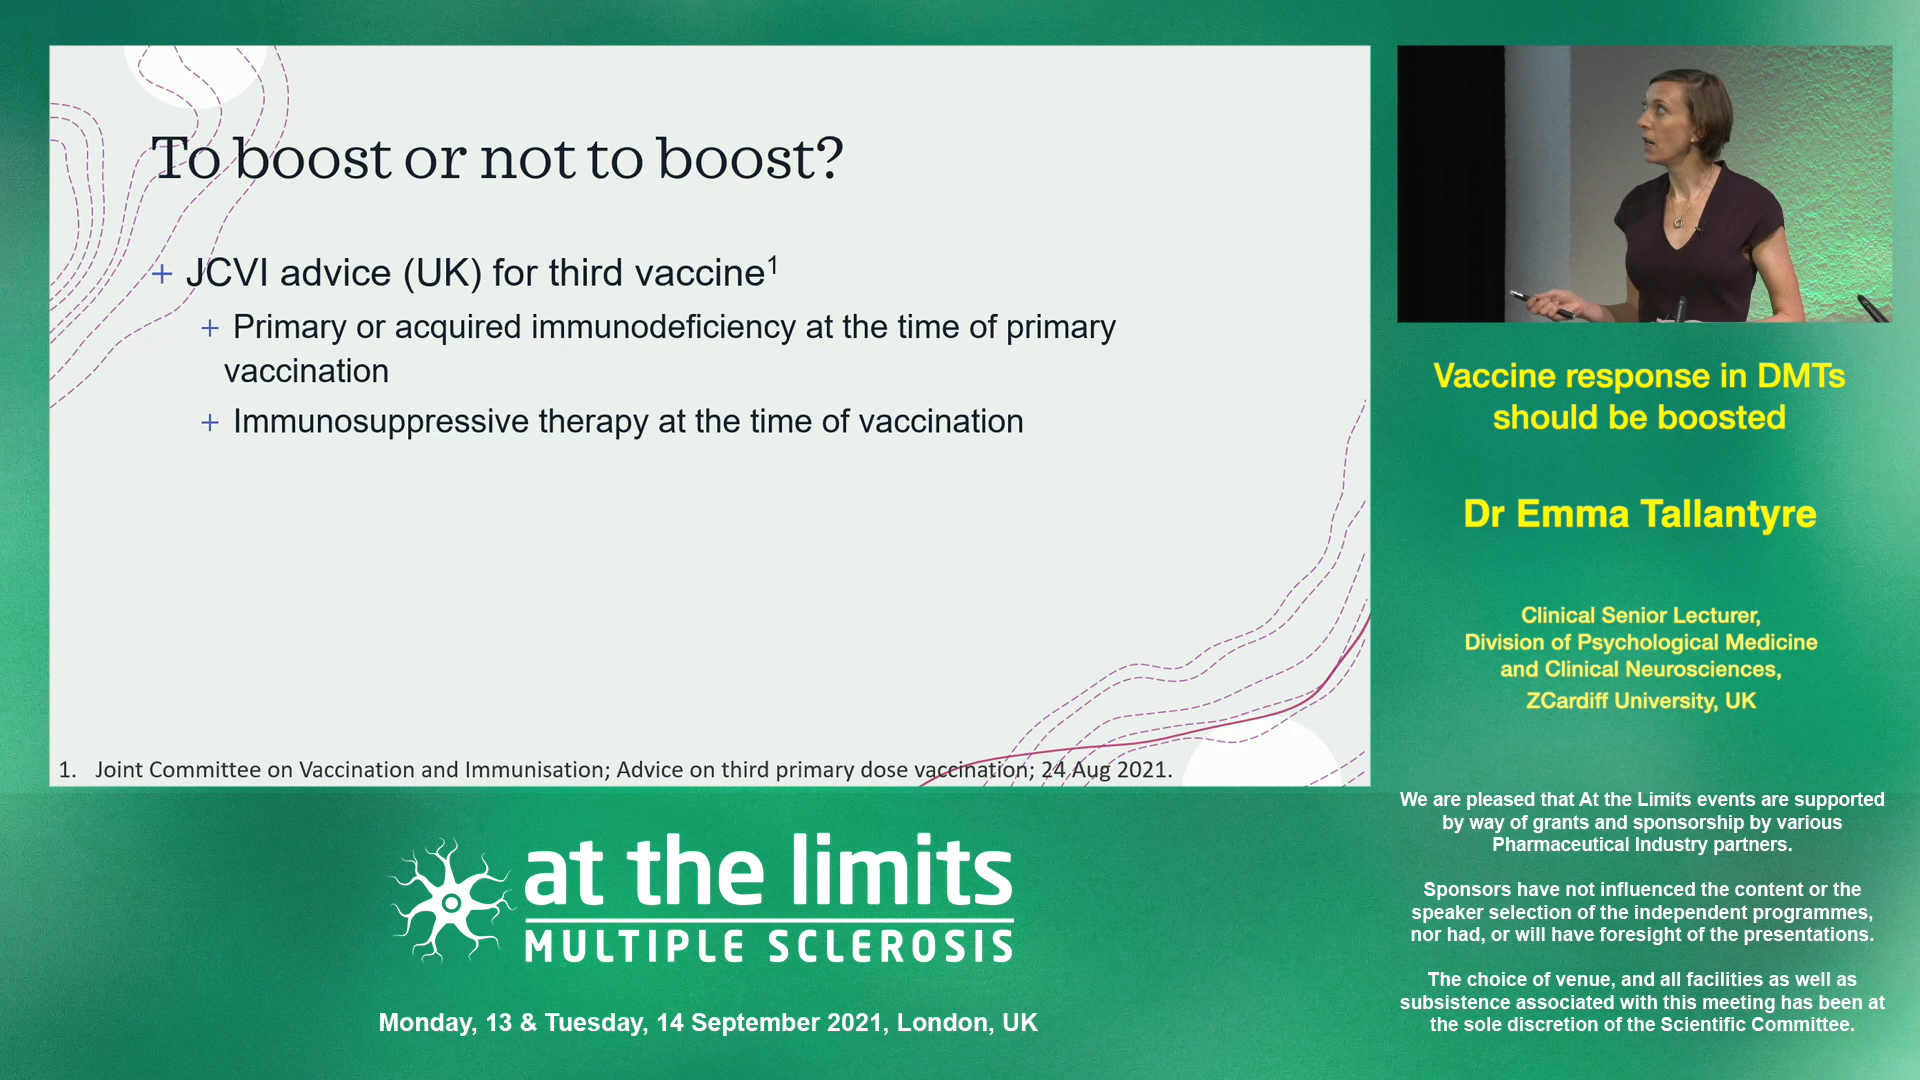 To boost or not to boost?
+ JCVI advice (UK) for third vaccine¹
+ Primary or acquired immunodeficiency at the time of primary
vaccination
+ Immunosuppressive therapy at the time of vaccination
1. Joint Committee on Vaccination and Immunisation; Advice on third primary dose vaccination; 24 Aug 2021.
Vaccine response in DMTs
should be boosted
Dr Emma Tallantyre
Clinical Senior Lecturer,
Division of Psychological Medicine
and Clinical Neurosciences,
ZCardiff University, UK
We are pleased that At the Limits events are supported
by way of grants and sponsorship by various
Pharmaceutical Industry partners.
Sponsors have not influenced the content or the
speaker selection of the independent programmes,
nor had, or will have foresight of the presentations.
The choice of venue, and all facilities as well as
subsistence associated with this meeting has been at
the sole discretion of the Scientific Committee.
at the limits
MULTIPLE SCLEROSIS
Monday, 13 & Tuesday, 14 September 2021, London, UK